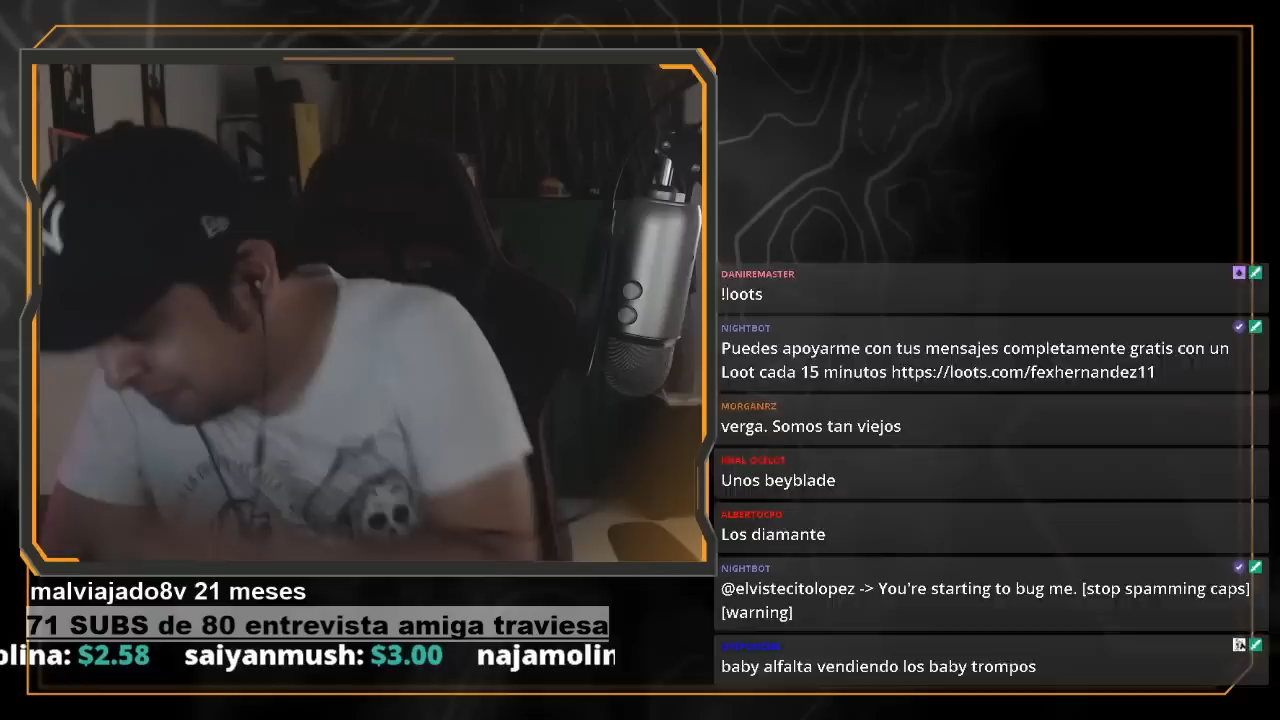 DANIREMASTER
!loots
NIGHTBOT
Puedes apoyarme con tus mensajes completamente gratis con un
Loot cada 15 minutos https://loots.com/fexhernandez11
MORGANRZ
verga. Somos tan viejos
Unos beyblade
ALBERTOCPO
Los diamante
NIGHTBOT
@elvistecitolopez -> You're starting to bug me. [stop spamming caps]
[warning]
baby alfalta vendiendo los baby trompos
malviajado8v 21 meses
71 SUBS de 80 entrevista amiga traviesa
olina: $2.58 saiyanmush: $3.00 najamolin